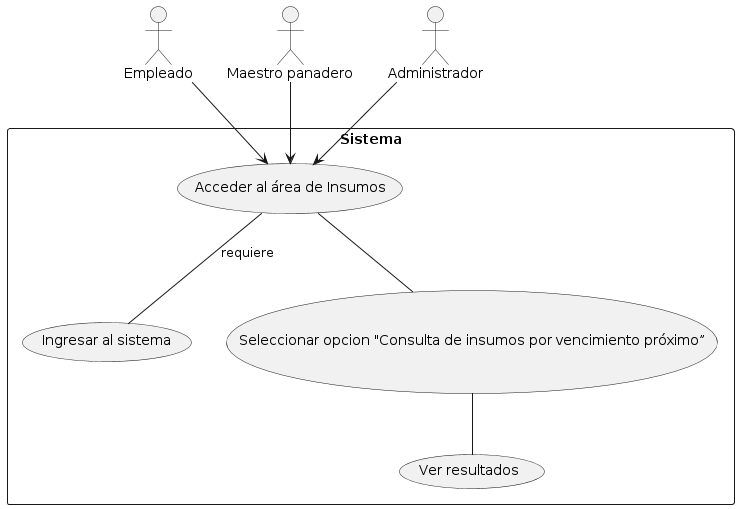 Empleado
Maestro panadero
Administrador
Sistema
Acceder al área de Insumos
requiere
Ingresar al sistema
Seleccionar opcion "Consulta de insumos por vencimiento próximo”
Ver resultados